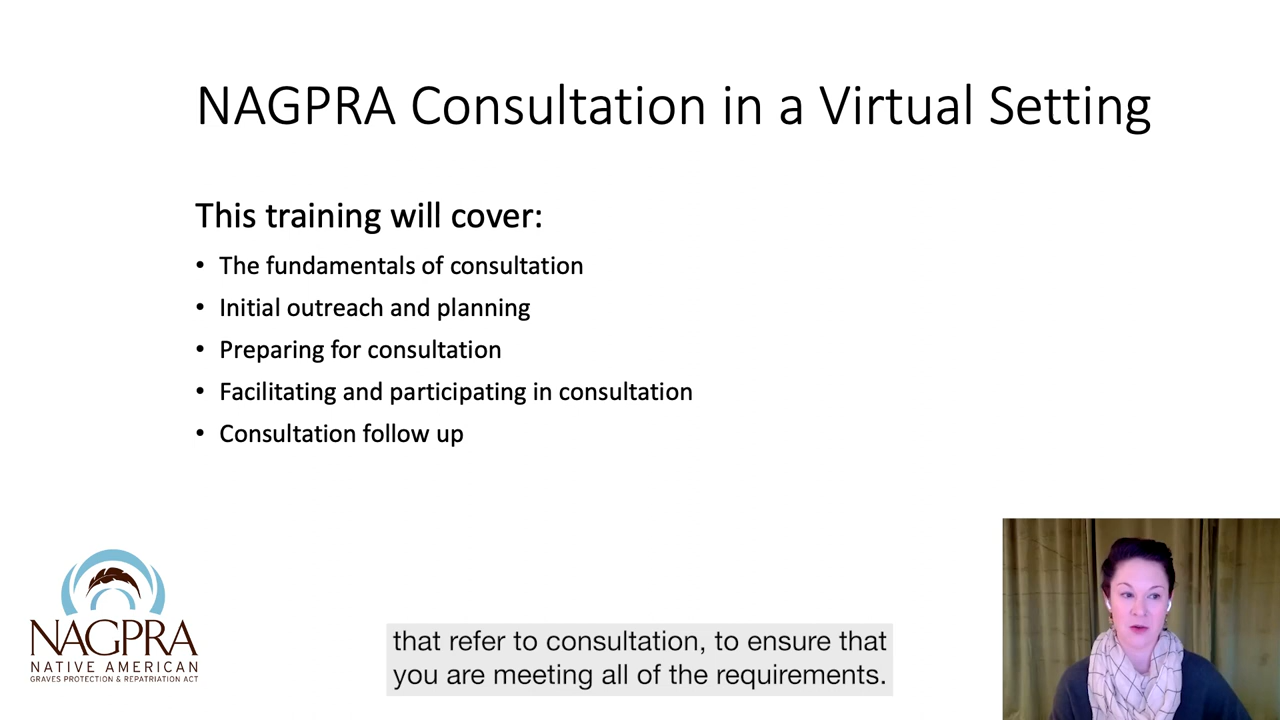 NAGPRA Consultation in a Virtual Setting
This training will cover:
• The fundamentals of consultation
• Initial outreach and planning
• Preparing for consultation
• Facilitating and participating in consultation
• Consultation follow up
NAGPRA
NATIVE AMERICAN
GRAVES PROTECTION & REPATRIATION ACT
that refer to consultation, to ensure that
you are meeting all of the requirements.